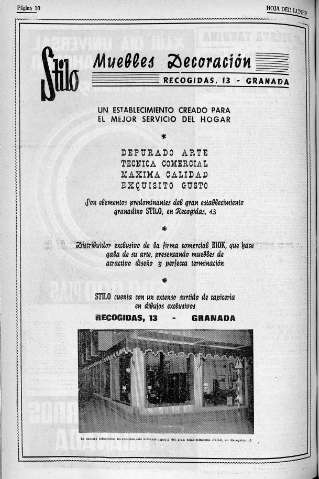 Página 10
HOJA DEL LUNES
Stilo
Muebles Decoración
RECOGIDAS, 13 - GRANADA
UN ESTABLECIMIENTO CREADO PARA
EL MEJOR SERVICIO DEL HOGAR
*
DEPURADO ARTE
TECNICA COMERCIAL
MAXIMA CALIDAD
EXQUISITO GUSTO
Son elementos predominantes del gran establecimiento
granadino STILO, en Recogidas, 13
*
Distribuidor exclusivo de la firma comercial BIOK, que hace
gala de su arte, presentando muebles de
atractivo diseño y perfecta terminación
*
STILO cuenta con un extenso surtido de tapicería
en dibujos exclusivos
RECOGIDAS, 13 - GRANADA